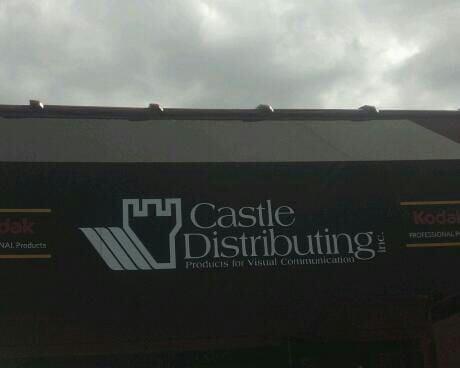 Kodak
NAL Products
Castle
Distributing inc.
Products for Visual Communication
Kodak
PROFESSIONAL P